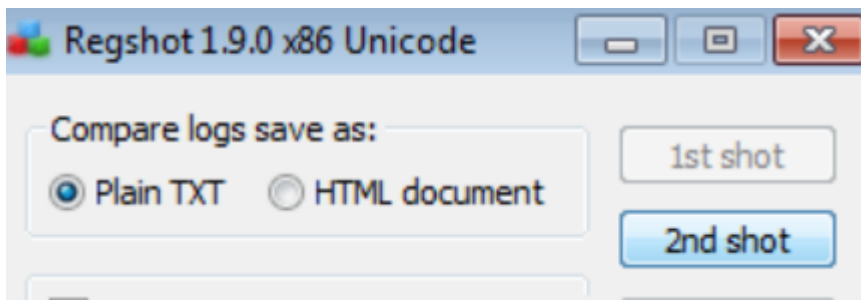 Regshot 1.9.0 x86 Unicode
Compare logs save as:
Plain TXT
HTML document
1st shot
2nd shot